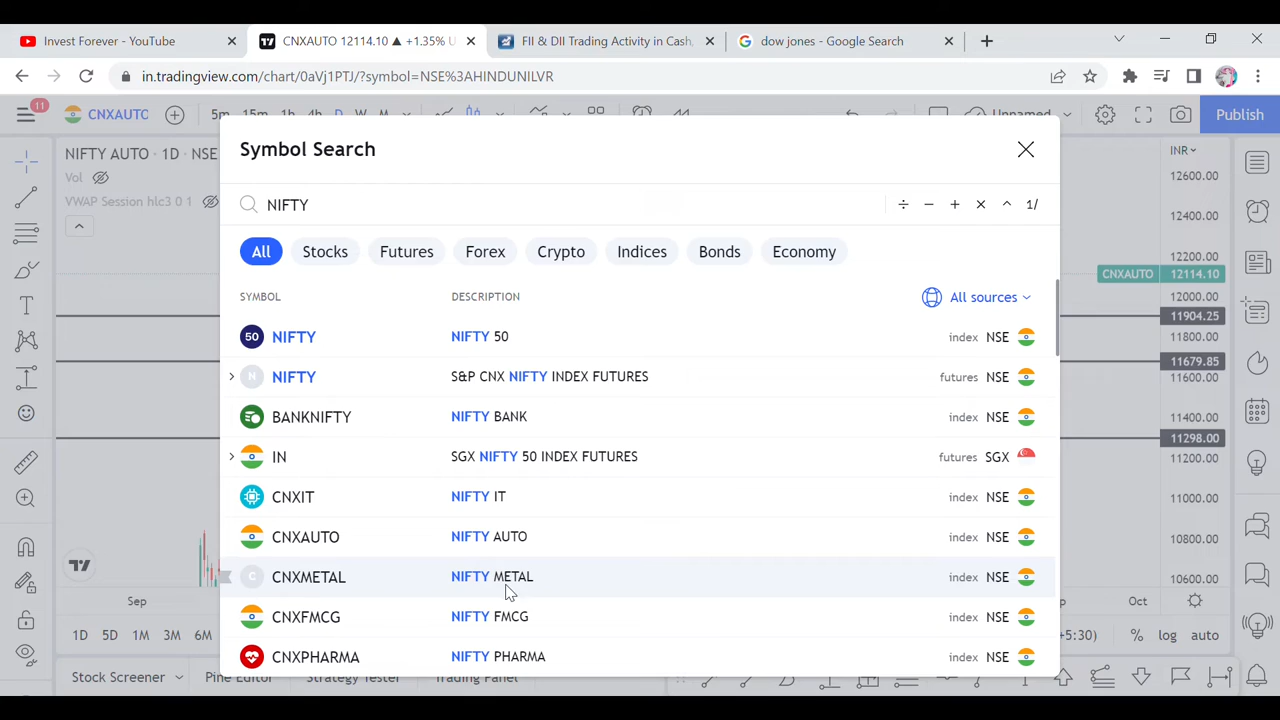 Invest Forever - YouTube
CNXAUTO 12114.10 ▲ +1.35% U
FII & DII Trading Activity in Cash,
dow jones - Google Search
in.tradingview.com/chart/0aVj1PTJ/?symbol=NSE%3AHINDUNILVR
11
CNXAUTO
5m 15m 1h 4h D W M
Unnamed
Publish
Symbol Search
NIFTY AUTO · 1D · NSE
INR
Vol
12600.00
VWAP Session hlc3 0 1
NIFTY
÷ − + × ^ 1/
12400.00
All Stocks Futures Forex Crypto Indices Bonds Economy
12200.00
CNXAUTO 12114.10
SYMBOL DESCRIPTION All sources
12000.00
11904.25
50 NIFTY NIFTY 50 index NSE
11679.85
N NIFTY S&P CNX NIFTY INDEX FUTURES futures NSE
11600.00
BANKNIFTY NIFTY BANK index NSE
11400.00
11298.00
IN SGX NIFTY 50 INDEX FUTURES futures SGX
11200.00
CNXIT NIFTY IT index NSE
11000.00
CNXAUTO NIFTY AUTO index NSE
10800.00
C CNXMETAL NIFTY METAL index NSE
10600.00
Sep
Oct
CNXFMCG NIFTY FMCG index NSE
1D 5D 1M 3M 6M
+5:30) % log auto
CNXPHARMA NIFTY PHARMA index NSE
Stock Screener Pine Editor Strategy Tester Trading Panel